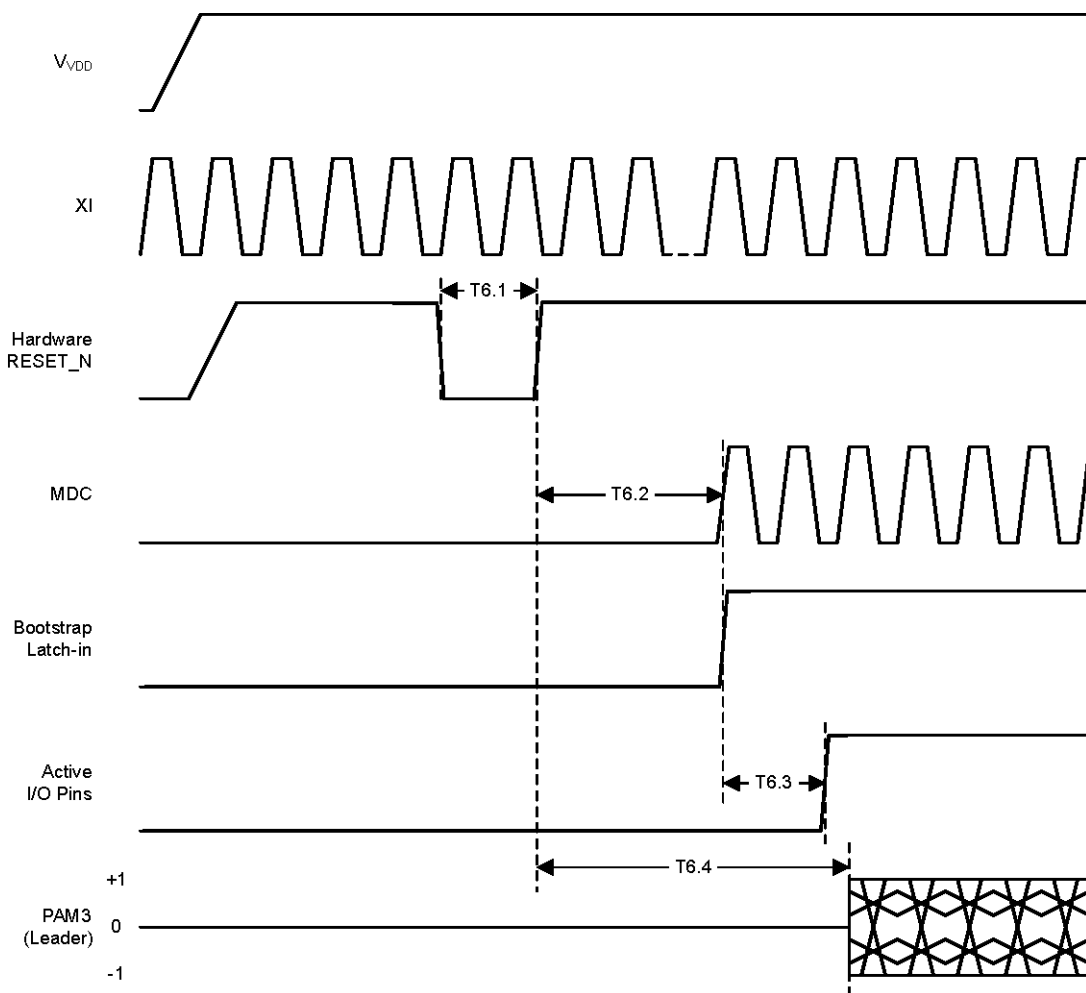 VVDD
XI
T6.1
Hardware
RESET_N
MDC
T6.2
Bootstrap
Latch-in
Active
I/O Pins
T6.3
T6.4
+1
PAM3
(Leader)
0
-1